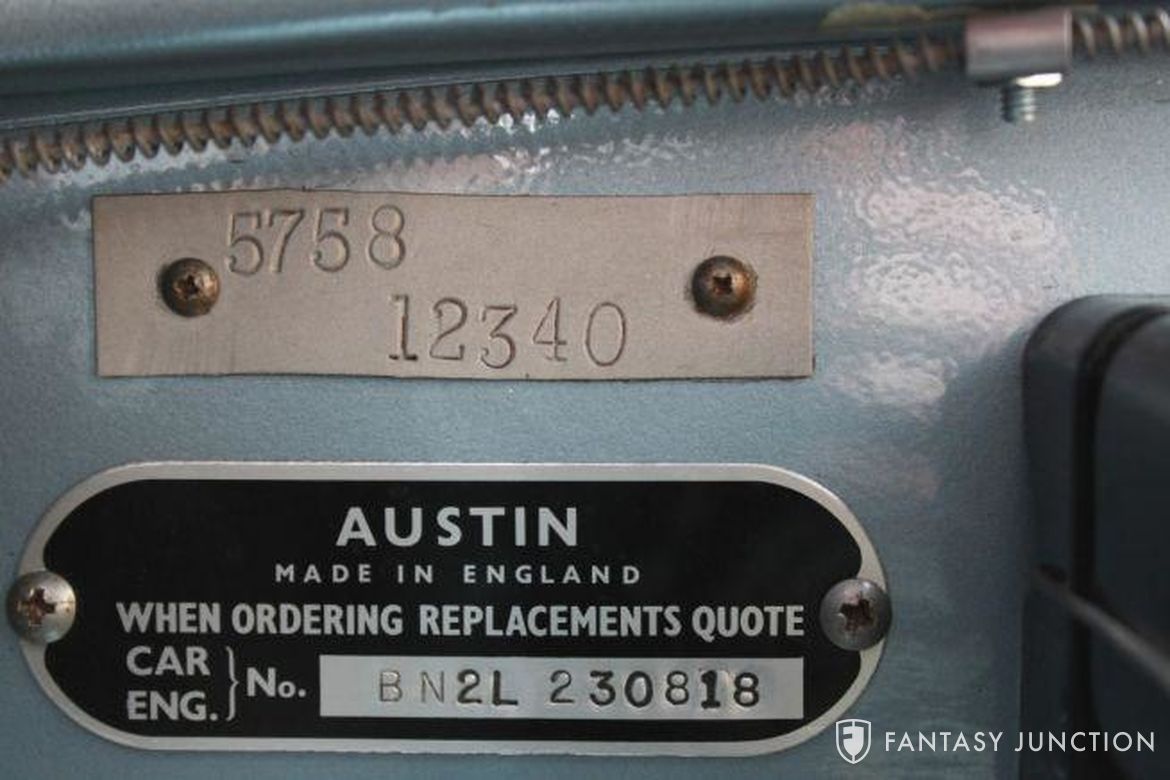 5758
12340
AUSTIN
MADE IN ENGLAND
WHEN ORDERING REPLACEMENTS QUOTE
CAR
ENG. } No. BN2L 230818
FANTASY JUNCTION